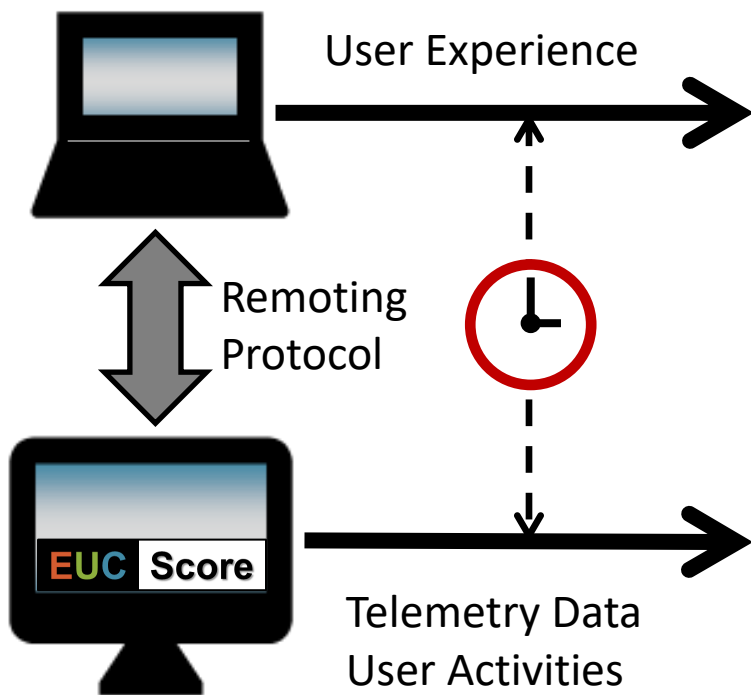 User Experience
Remoting
Protocol
EUC Score
Telemetry Data
User Activities